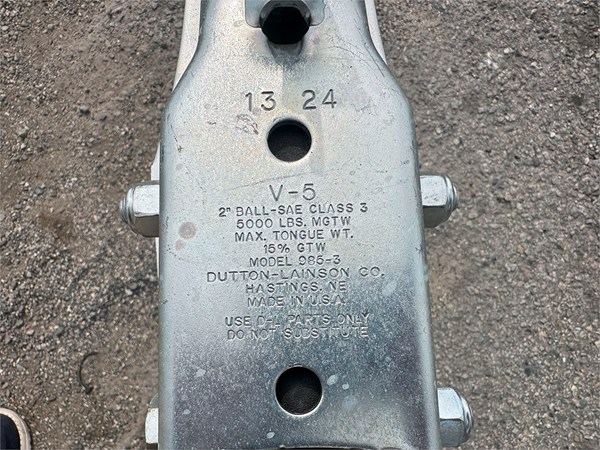 13 24
V-5
2" BALL-SAE CLASS 3
5000 LBS. MGTW
MAX. TONGUE WT.
15% GTW
MODEL 985-3
DUTTON-LAINSON CO.
HASTINGS, NE
MADE IN U.S.A.
USE D-L PARTS ONLY
DO NOT SUBSTITUTE